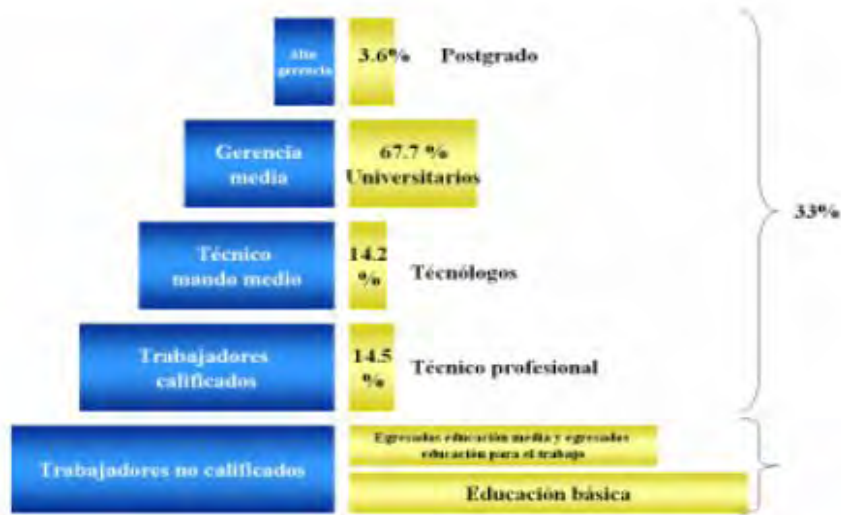 Alta
gerencia
3.6%
Postgrado
Gerencia
media
67.7 %
Universitarios
Técnico
mando medio
14.2
%
Técnólogos
33%
Trabajadores
calificados
14.5
%
Técnico profesional
Trabajadores no calificados
Egresados educación media y egresados
educación para el trabajo
Educación básica